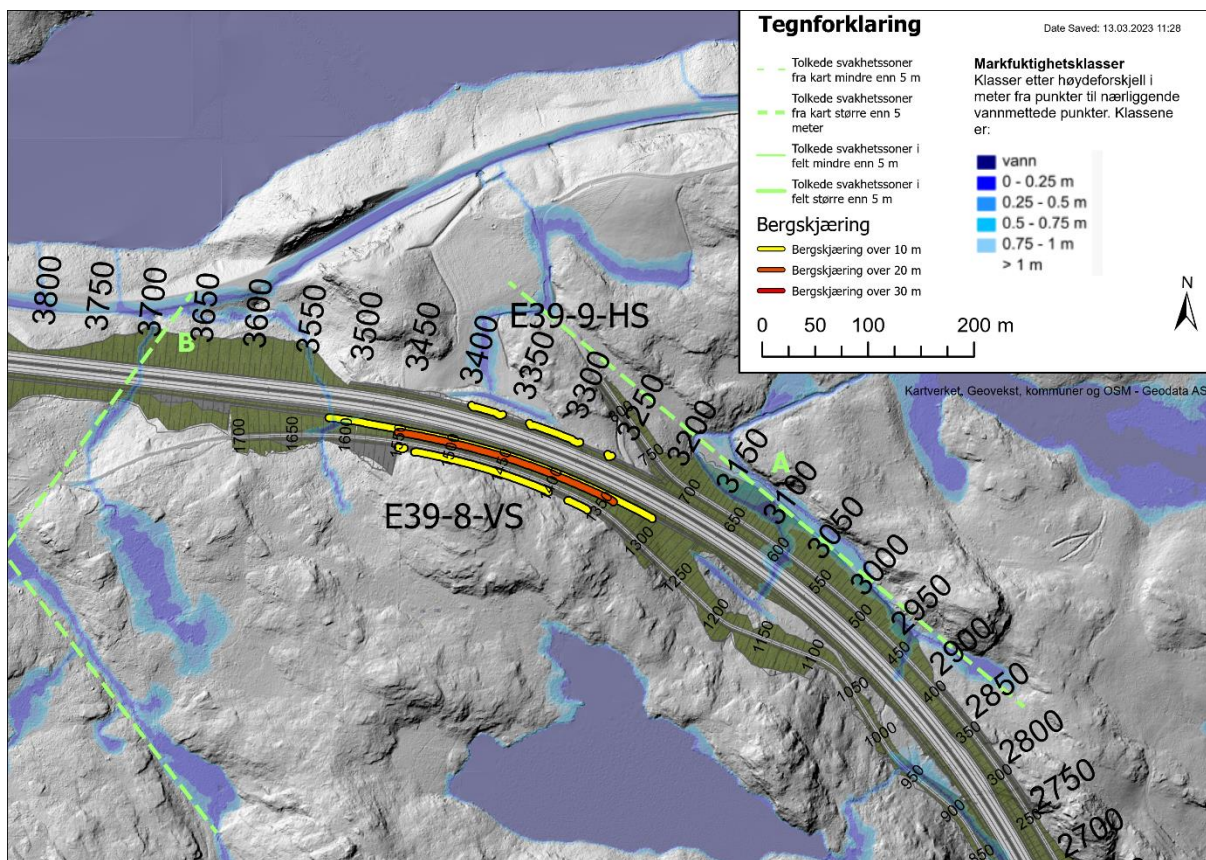 Tegnforklaring
Date Saved: 13.03.2023 11:28
Tolkede svakhetssoner
fra kart mindre enn 5 m
Tolkede svakhetssoner
fra kart større enn 5
meter
Tolkede svakhetssoner i
felt mindre enn 5 m
Tolkede svakhetssoner i
felt større enn 5 m
Bergskjæring
Bergskjæring over 10 m
Bergskjæring over 20 m
Bergskjæring over 30 m
Markfuktighetsklasser
Klasser etter høydeforskjell i
meter fra punkter til nærliggende
vannmettede punkter. Klassene
er:
vann
0 - 0.25 m
0.25 - 0.5 m
0.5 - 0.75 m
0.75 - 1 m
> 1 m
N
0 50 100 200 m
Kartverket, Geovekst, kommuner og OSM - Geodata AS
3800
3750
3700
3650
3600
3550
3500
3450
3400
3350
3300
3250
3200
3150
3100
3050
3000
2950
2900
2850
2800
2750
2700
E39-9-HS
E39-8-VS
B
A
1700
1650
1600
1550
1500
1350
1300
1250
1200
1150
1100
1050
1000
950
900
850
800
750
700
650
600
550
500
450
400
350
300
250